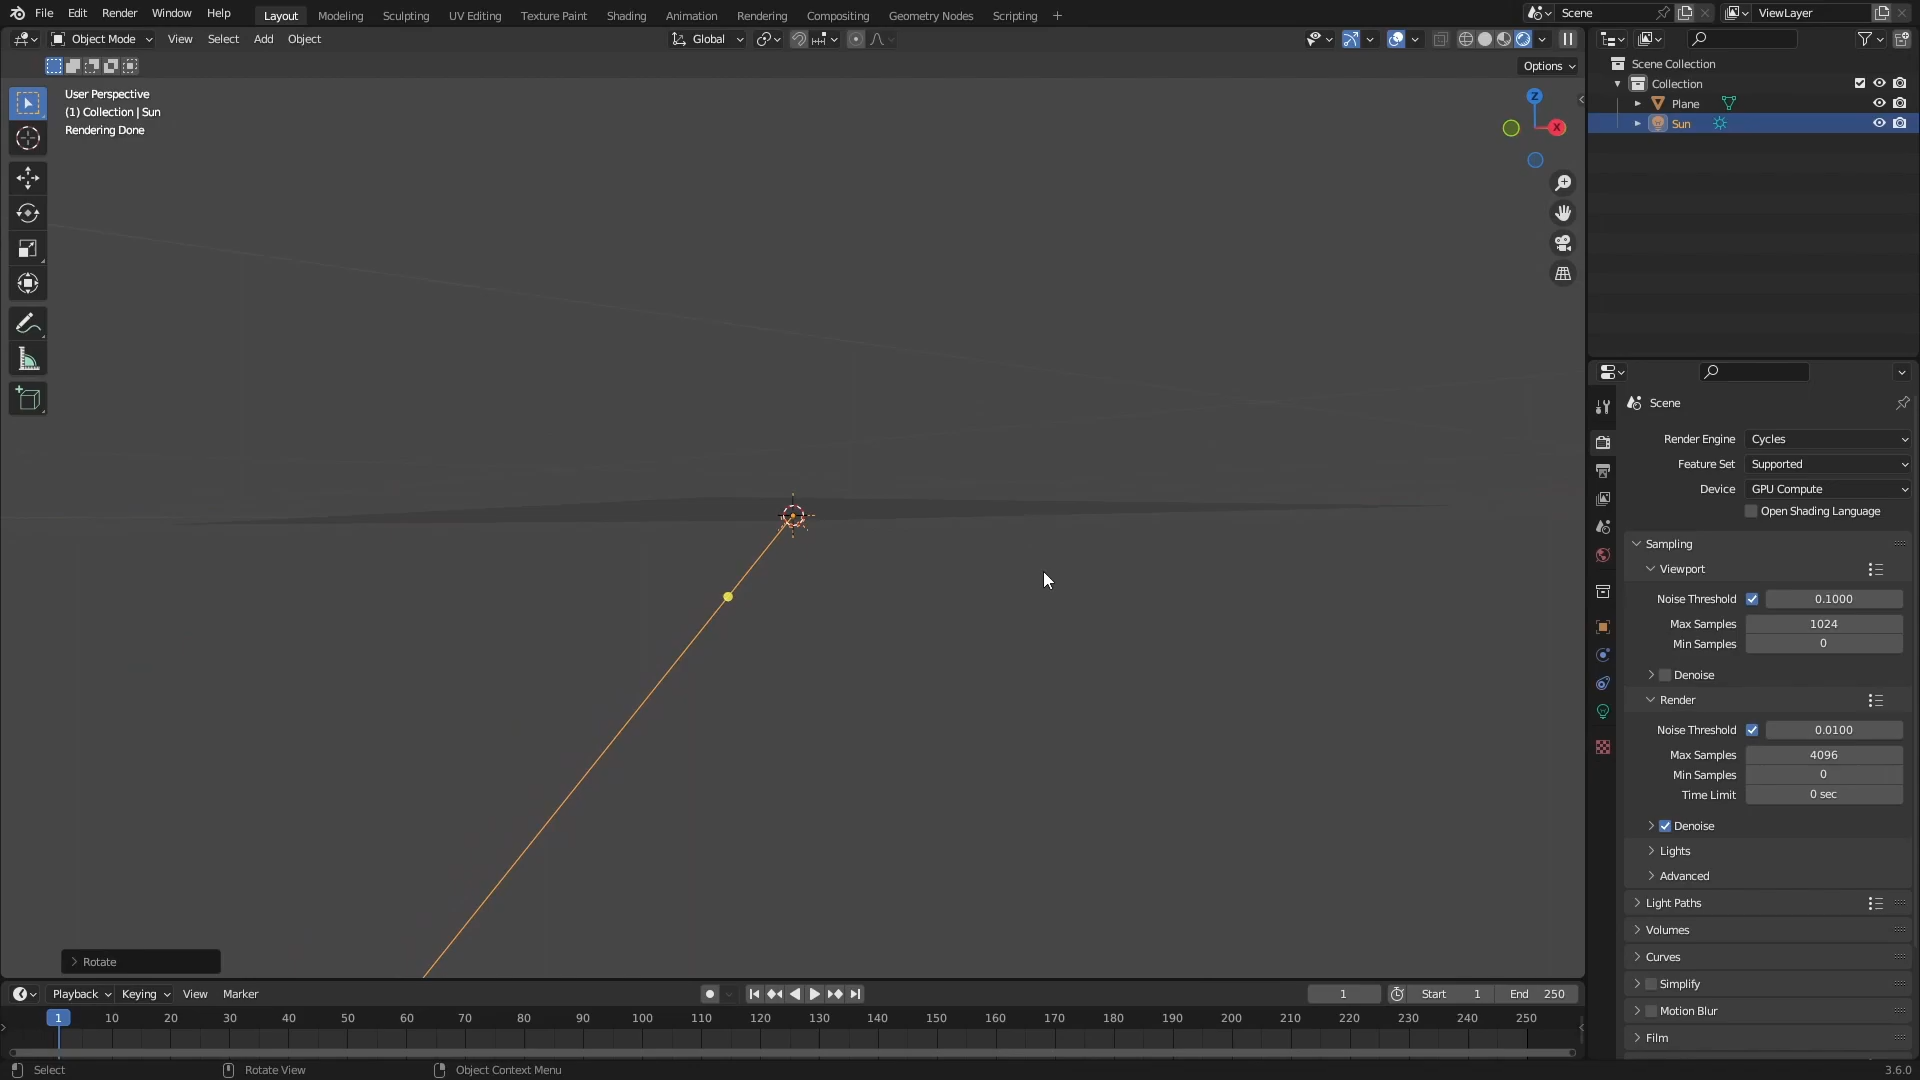 File Edit Render Window Help Layout Modeling Sculpting UV Editing Texture Paint Shading Animation Rendering Compositing Geometry Nodes Scripting + Scene ViewLayer
Object Mode View Select Add Object Global
Options
User Perspective
(1) Collection | Sun
Rendering Done
Z
X
Rotate
Scene Collection
Collection
Plane
Sun
Scene
Render Engine Cycles
Feature Set Supported
Device GPU Compute
Open Shading Language
Sampling
Viewport
Noise Threshold 0.1000
Max Samples 1024
Min Samples 0
Denoise
Render
Noise Threshold 0.0100
Max Samples 4096
Min Samples 0
Time Limit 0 sec
Denoise
Lights
Advanced
Light Paths
Volumes
Curves
Simplify
Motion Blur
Film
Playback Keying View Marker 1 Start 1 End 250
1 10 20 30 40 50 60 70 80 90 100 110 120 130 140 150 160 170 180 190 200 210 220 230 240 250
Select Rotate View Object Context Menu 3.6.0